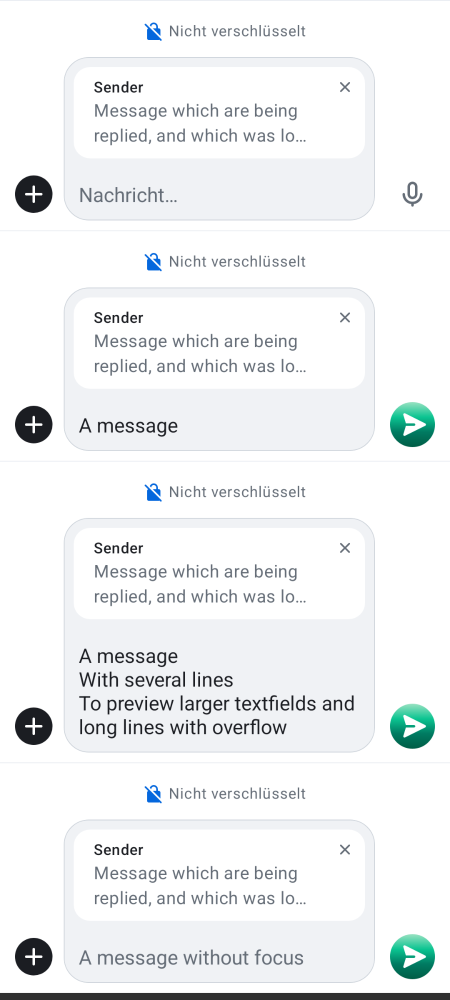 Nicht verschlüsselt
Sender
Message which are being
replied, and which was lo…
Nachricht…
Nicht verschlüsselt
Sender
Message which are being
replied, and which was lo…
A message
Nicht verschlüsselt
Sender
Message which are being
replied, and which was lo…
A message
With several lines
To preview larger textfields and
long lines with overflow
Nicht verschlüsselt
Sender
Message which are being
replied, and which was lo…
A message without focus